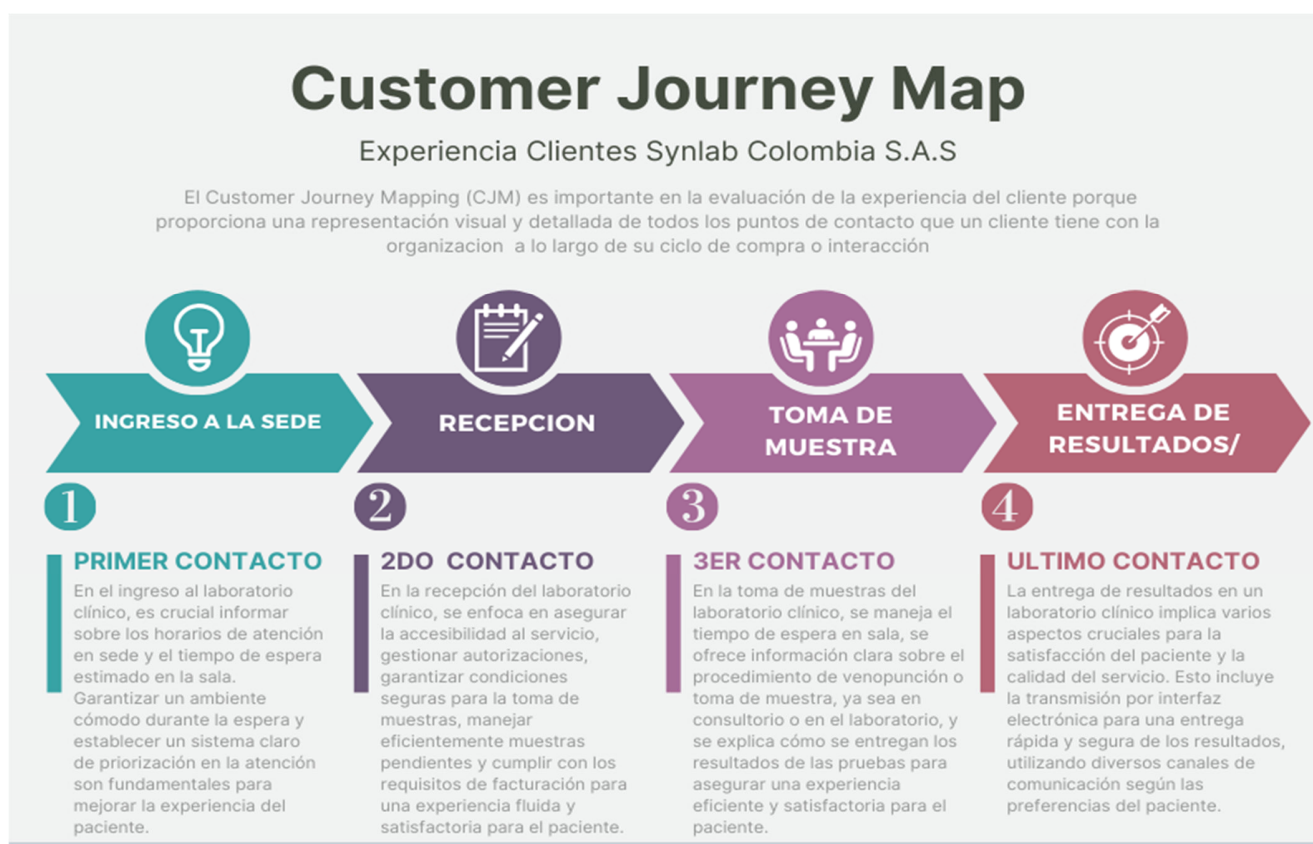 Customer Journey Map
Experiencia Clientes Synlab Colombia S.A.S
El Customer Journey Mapping (CJM) es importante en la evaluación de la experiencia del cliente porque
proporciona una representación visual y detallada de todos los puntos de contacto que un cliente tiene con la
organizacion a lo largo de su ciclo de compra o interacción
INGRESO A LA SEDE
1
PRIMER CONTACTO
En el ingreso al laboratorio
clínico, es crucial informar
sobre los horarios de atención
en sede y el tiempo de espera
estimado en la sala.
Garantizar un ambiente
cómodo durante la espera y
establecer un sistema claro
de priorización en la atención
son fundamentales para
mejorar la experiencia del
paciente.
RECEPCION
2
2DO CONTACTO
En la recepción del laboratorio
clínico, se enfoca en asegurar
la accesibilidad al servicio,
gestionar autorizaciones,
garantizar condiciones
seguras para la toma de
muestras, manejar
eficientemente muestras
pendientes y cumplir con los
requisitos de facturación para
una experiencia fluida y
satisfactoria para el paciente.
TOMA DE
MUESTRA
3
3ER CONTACTO
En la toma de muestras del
laboratorio clínico, se maneja el
tiempo de espera en sala, se
ofrece información clara sobre el
procedimiento de venopunción o
toma de muestra, ya sea en
consultorio o en el laboratorio, y
se explica cómo se entregan los
resultados de las pruebas para
asegurar una experiencia
eficiente y satisfactoria para el
paciente.
ENTREGA DE
RESULTADOS/
4
ULTIMO CONTACTO
La entrega de resultados en un
laboratorio clínico implica varios
aspectos cruciales para la
satisfacción del paciente y la
calidad del servicio. Esto incluye
la transmisión por interfaz
electrónica para una entrega
rápida y segura de los resultados,
utilizando diversos canales de
comunicación según las
preferencias del paciente.